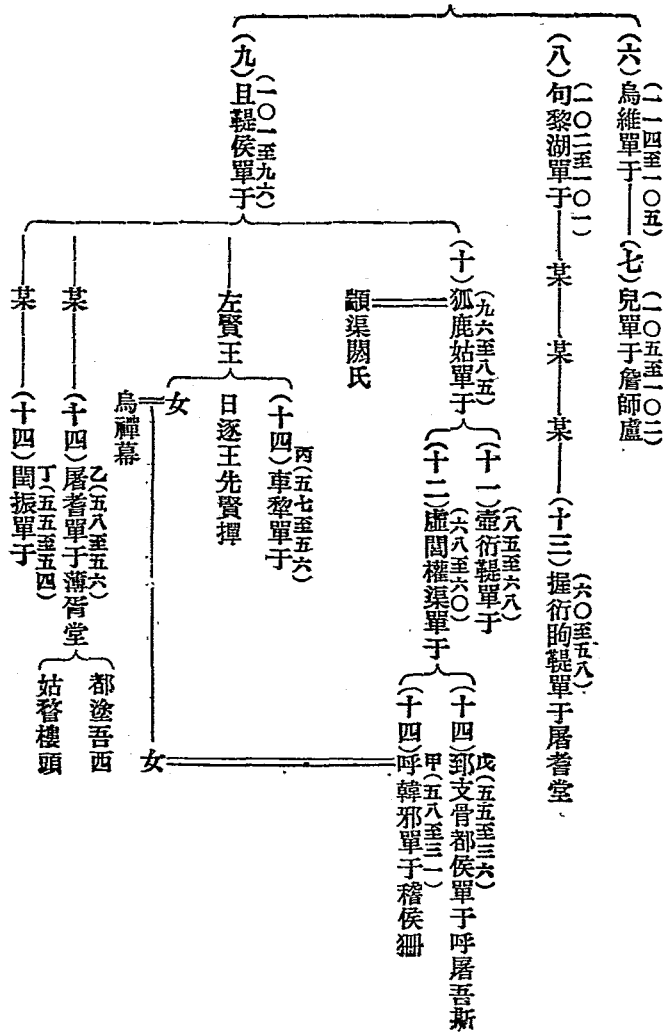 (一一四至一〇五)
(六)烏維單于
(一〇五至一〇二)
(七)兒單于詹師盧
(一〇二至一〇一)
(八)句黎湖單于
某
某
某
(六〇至五八)
(十三)握衍朐鞮單于屠耆堂
(一〇一至九六)
(九)且鞮侯單于
(九六至八五)
(十)狐鹿姑單于
顓渠閼氏
(八五至六八)
(十一)壺衍鞮單于
(六八至六〇)
(十二)虛閭權渠單于
戊(五五至三六)
(十四)郅支骨都侯單于呼屠吾斯
甲(五八至三一)
(十四)呼韓邪單于稽侯狦
左賢王
丙(五七至五六)
(十四)車犂單于
日逐王先賢撣
女
烏禪幕
女
某
乙(五八至五六)
(十四)屠耆單于薄胥堂
都塗吾西
姑瞀樓頭
某
丁(五五至五四)
(十四)閏振單于